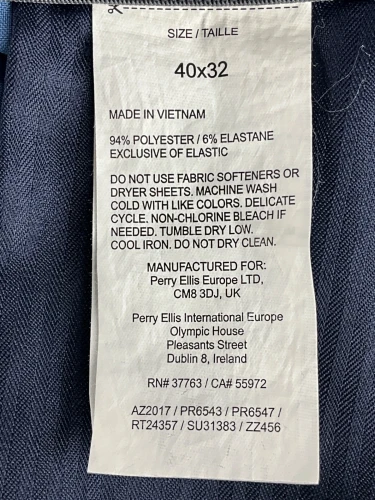 SIZE / TAILLE
40x32
MADE IN VIETNAM
94% POLYESTER / 6% ELASTANE
EXCLUSIVE OF ELASTIC
DO NOT USE FABRIC SOFTENERS OR
DRYER SHEETS. MACHINE WASH
COLD WITH LIKE COLORS. DELICATE
CYCLE. NON-CHLORINE BLEACH IF
NEEDED. TUMBLE DRY LOW.
COOL IRON. DO NOT DRY CLEAN.
MANUFACTURED FOR:
Perry Ellis Europe LTD,
CM8 3DJ, UK
Perry Ellis International Europe
Olympic House
Pleasants Street
Dublin 8, Ireland
RN# 37763 / CA# 55972
AZ2017 / PR6543 / PR6547 /
RT24357 / SU31383 / ZZ456